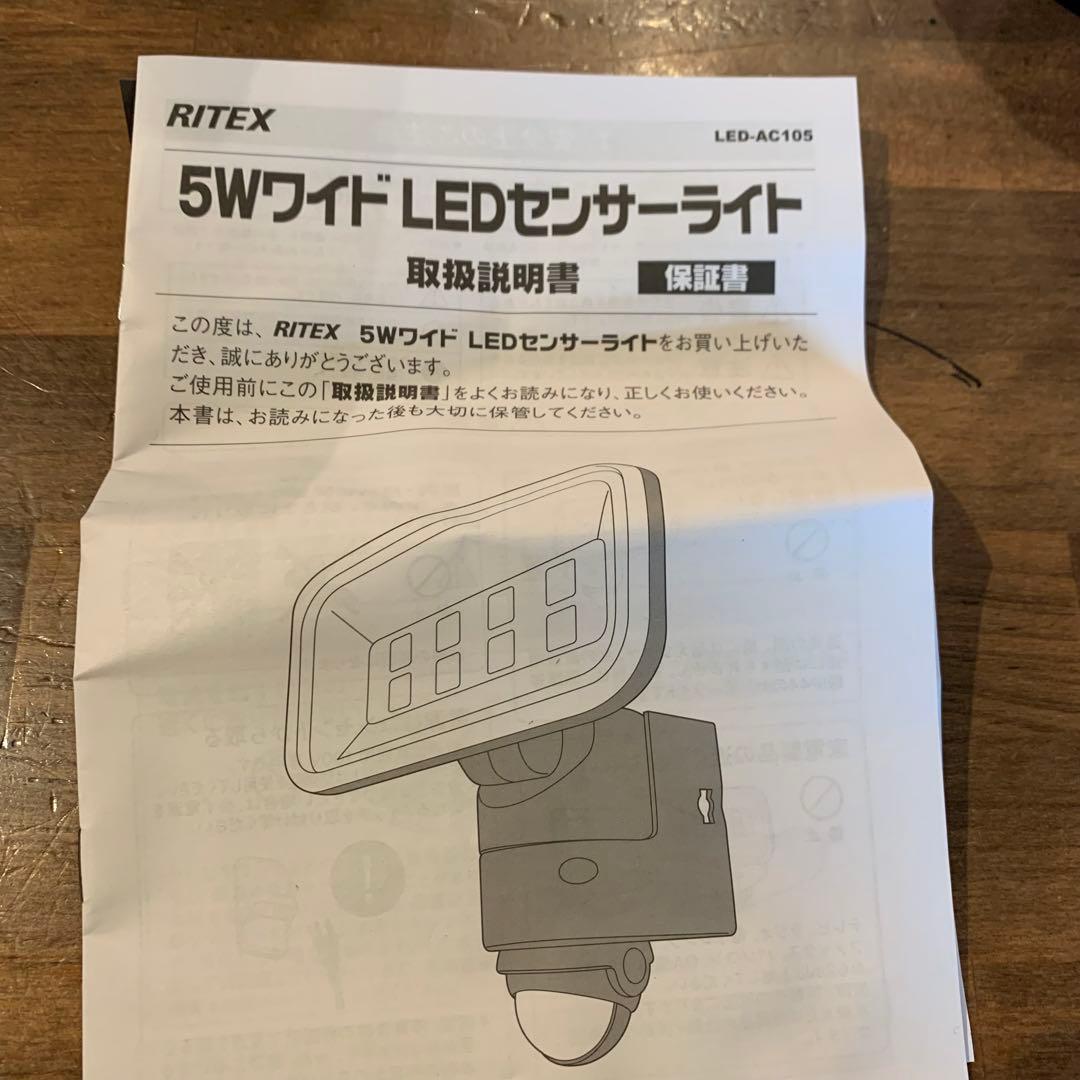 RITEX
LED-AC105
5Wワイド LEDセンサーライト
取扱説明書 保証書
この度は、RITEX 5Wワイド LEDセンサーライトをお買い上げいた
だき、誠にありがとうございます。
ご使用前にこの「取扱説明書」をよくお読みになり、正しくお使いください。
本書は、お読みになった後も大切に保管してください。